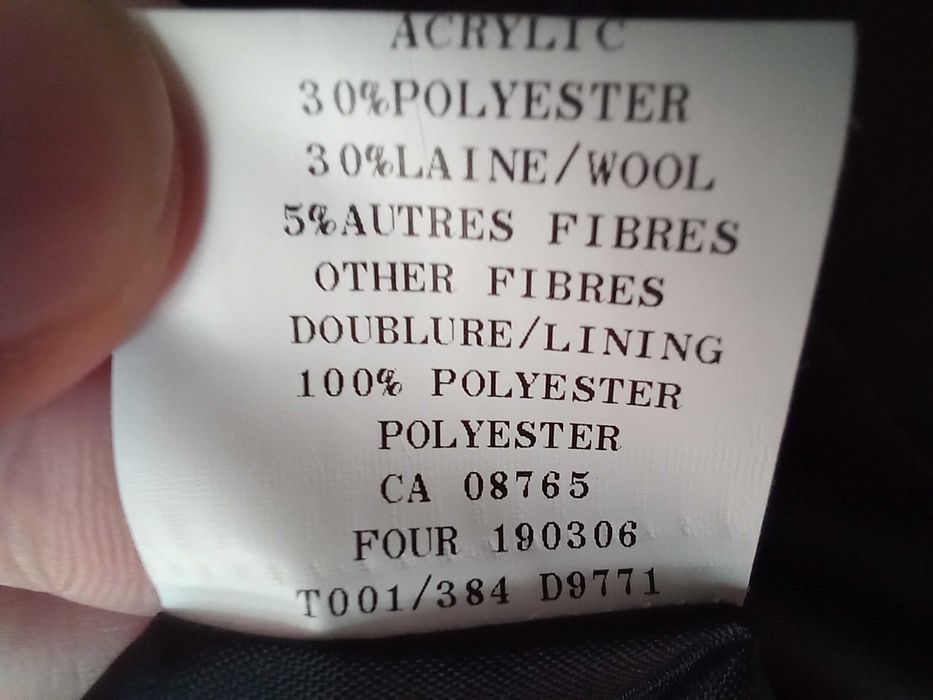 ACRYLIC
30%POLYESTER
30%LAINE/WOOL
5%AUTRES FIBRES
OTHER FIBRES
DOUBLURE/LINING
100% POLYESTER
POLYESTER
CA 08765
FOUR 190306
T001/384 D9771